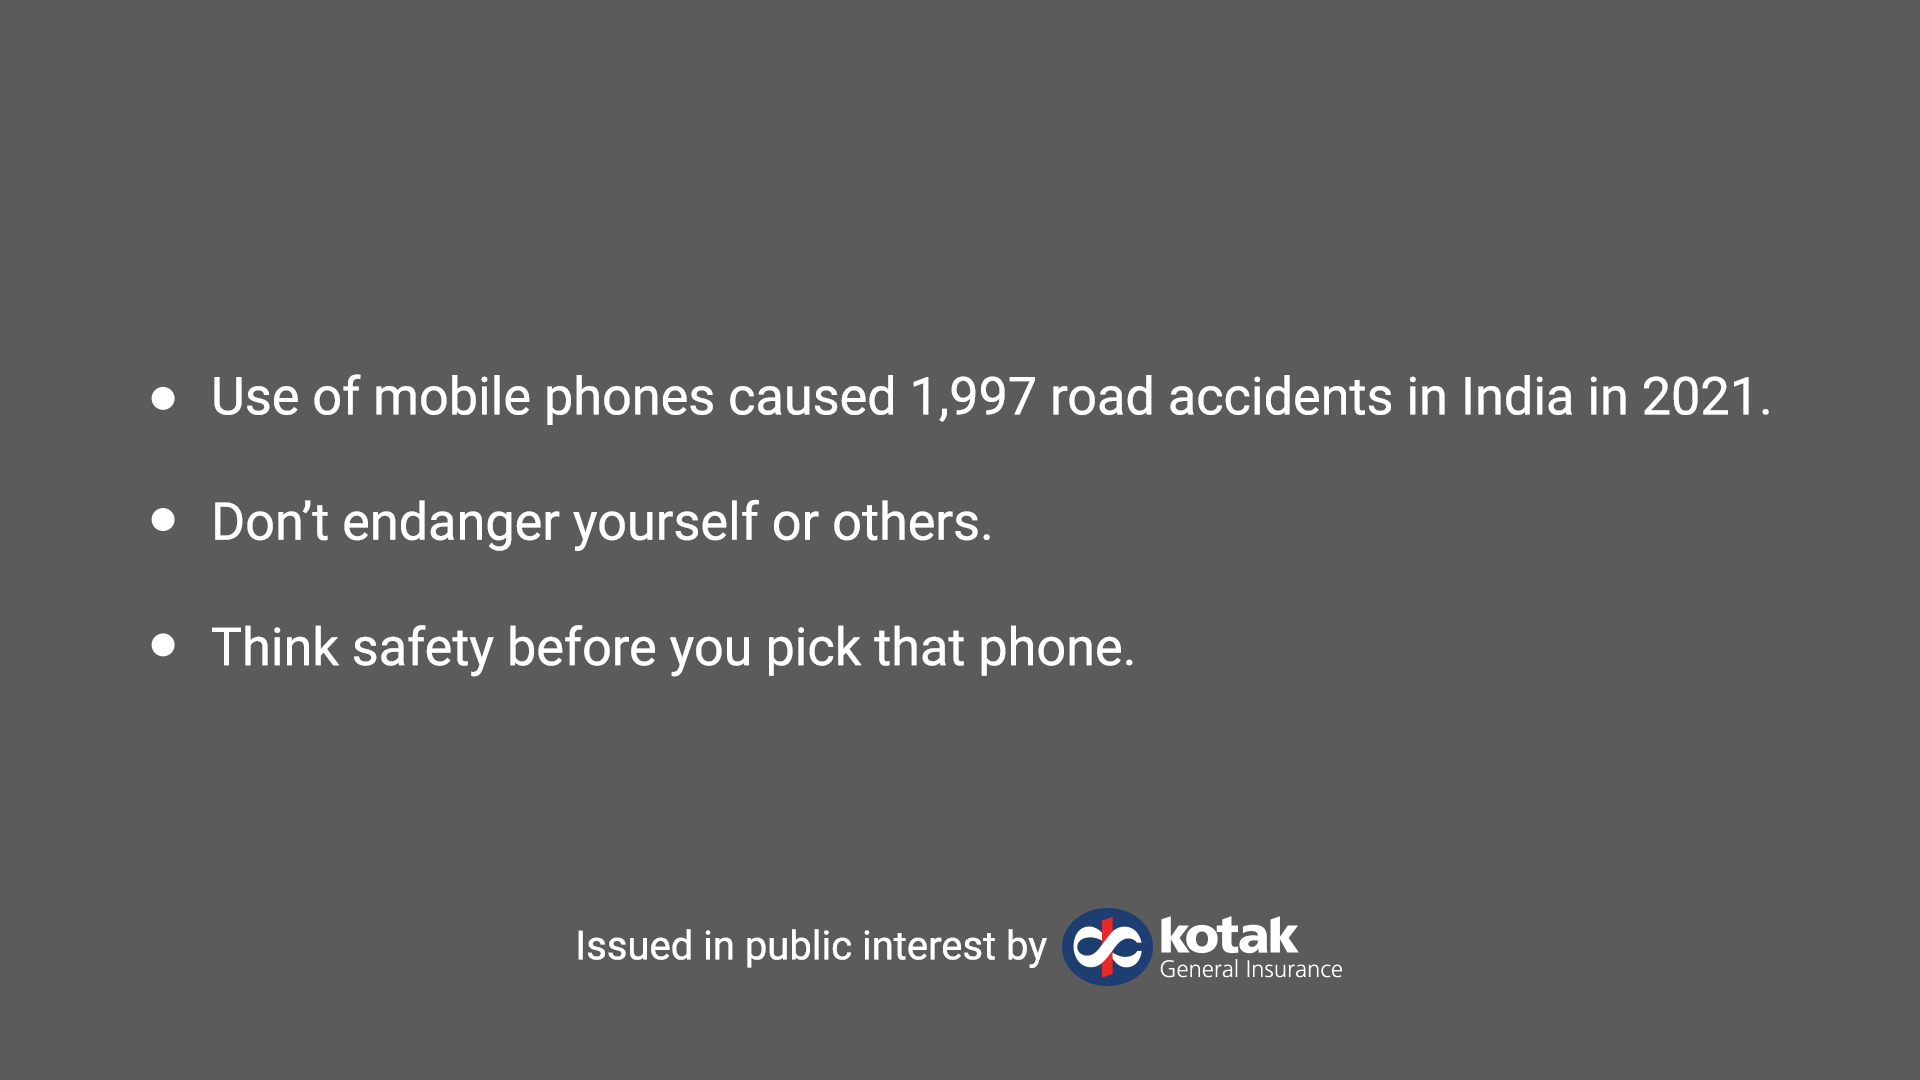 • Use of mobile phones caused 1,997 road accidents in India in 2021.
• Don’t endanger yourself or others.
• Think safety before you pick that phone.
Issued in public interest by kotak
General Insurance